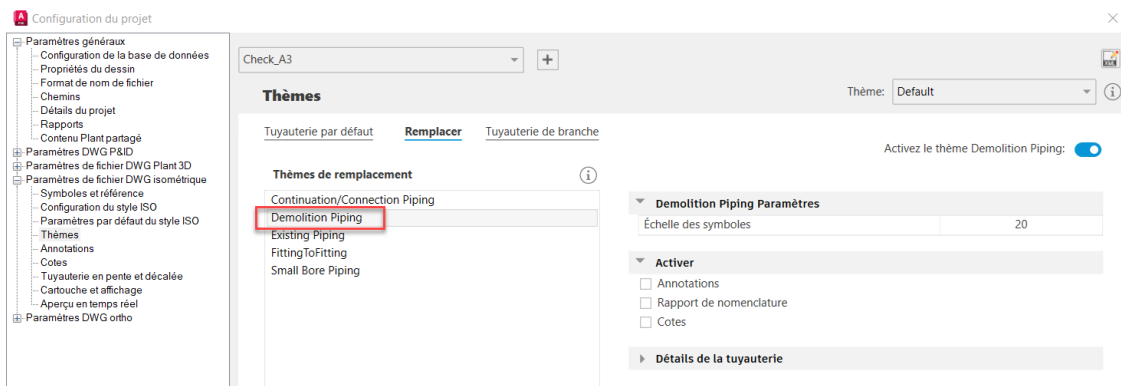 Configuration du projet
Paramètres généraux
Configuration de la base de données
Propriétés du dessin
Format de nom de fichier
Chemins
Détails du projet
Rapports
Contenu Plant partagé
Paramètres DWG P&ID
Paramètres de fichier DWG Plant 3D
Paramètres de fichier DWG isométrique
Symboles et référence
Configuration du style ISO
Paramètres par défaut du style ISO
Thèmes
Annotations
Cotes
Tuyauterie en pente et décalée
Cartouche et affichage
Aperçu en temps réel
Paramètres DWG ortho
Check_A3
Thèmes
Thème: Default
Tuyauterie par défaut Remplacer Tuyauterie de branche
Activez le thème Demolition Piping:
Thèmes de remplacement
Continuation/Connection Piping
Demolition Piping
Existing Piping
FittingToFitting
Small Bore Piping
Demolition Piping Paramètres
Échelle des symboles 20
Activer
Annotations
Rapport de nomenclature
Cotes
Détails de la tuyauterie